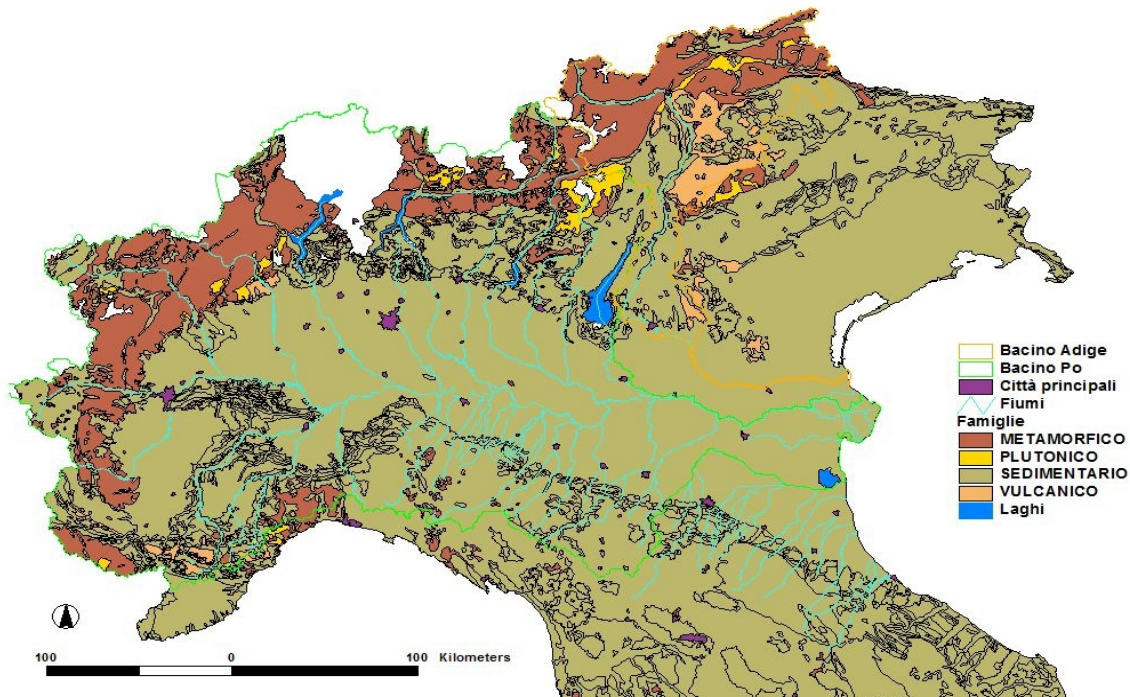 Bacino Adige
Bacino Po
Città principali
Fiumi
Famiglie
METAMORFICO
PLUTONICO
SEDIMENTARIO
VULCANICO
Laghi
100 0 100 Kilometers